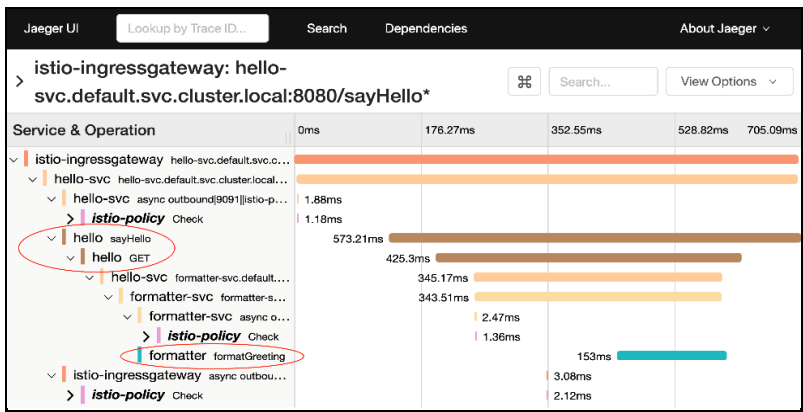 Jaeger UI Lookup by Trace ID... Search Dependencies About Jaeger
istio-ingressgateway: hello-
svc.default.svc.cluster.local:8080/sayHello*
⌘ Search... View Options
Service & Operation 0ms 176.27ms 352.55ms 528.82ms 705.09ms
istio-ingressgateway hello-svc.default.svc.c...
hello-svc hello-svc.default.svc.cluster.local...
hello-svc async outbound|9091||istio-p... 1.88ms
istio-policy Check 1.18ms
hello sayHello 573.21ms
hello GET 425.3ms
hello-svc formatter-svc.default.... 345.17ms
formatter-svc formatter-s... 343.51ms
formatter-svc async o... 2.47ms
istio-policy Check 1.36ms
formatter formatGreeting 153ms
istio-ingressgateway async outbou... 3.08ms
istio-policy Check 2.12ms